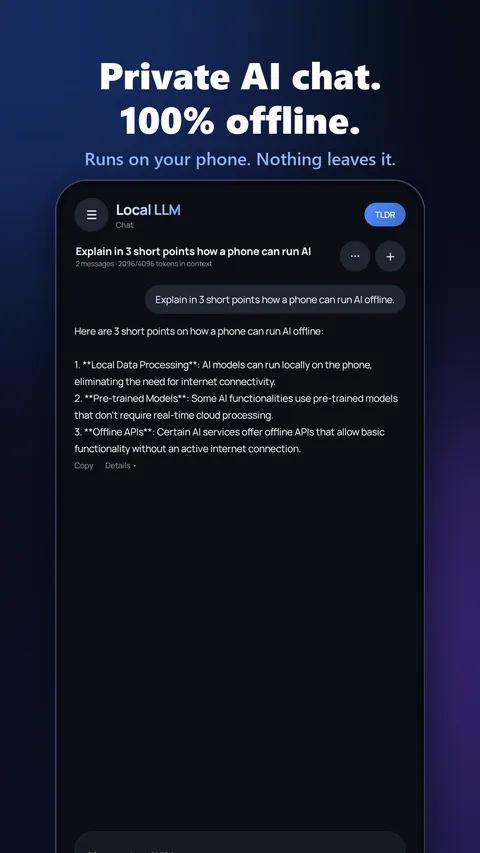 Private AI chat.
100% offline.
Runs on your phone. Nothing leaves it.
Local LLM
Chat
TLDR
Explain in 3 short points how a phone can run AI
2 messages · 2096/4096 tokens in context
Explain in 3 short points how a phone can run AI offline.
Here are 3 short points on how a phone can run AI offline:
1. **Local Data Processing**: AI models can run locally on the phone,
eliminating the need for internet connectivity.
2. **Pre-trained Models**: Some AI functionalities use pre-trained models
that don't require real-time cloud processing.
3. **Offline APIs**: Certain AI services offer offline APIs that allow basic
functionality without an active internet connection.
Copy Details •